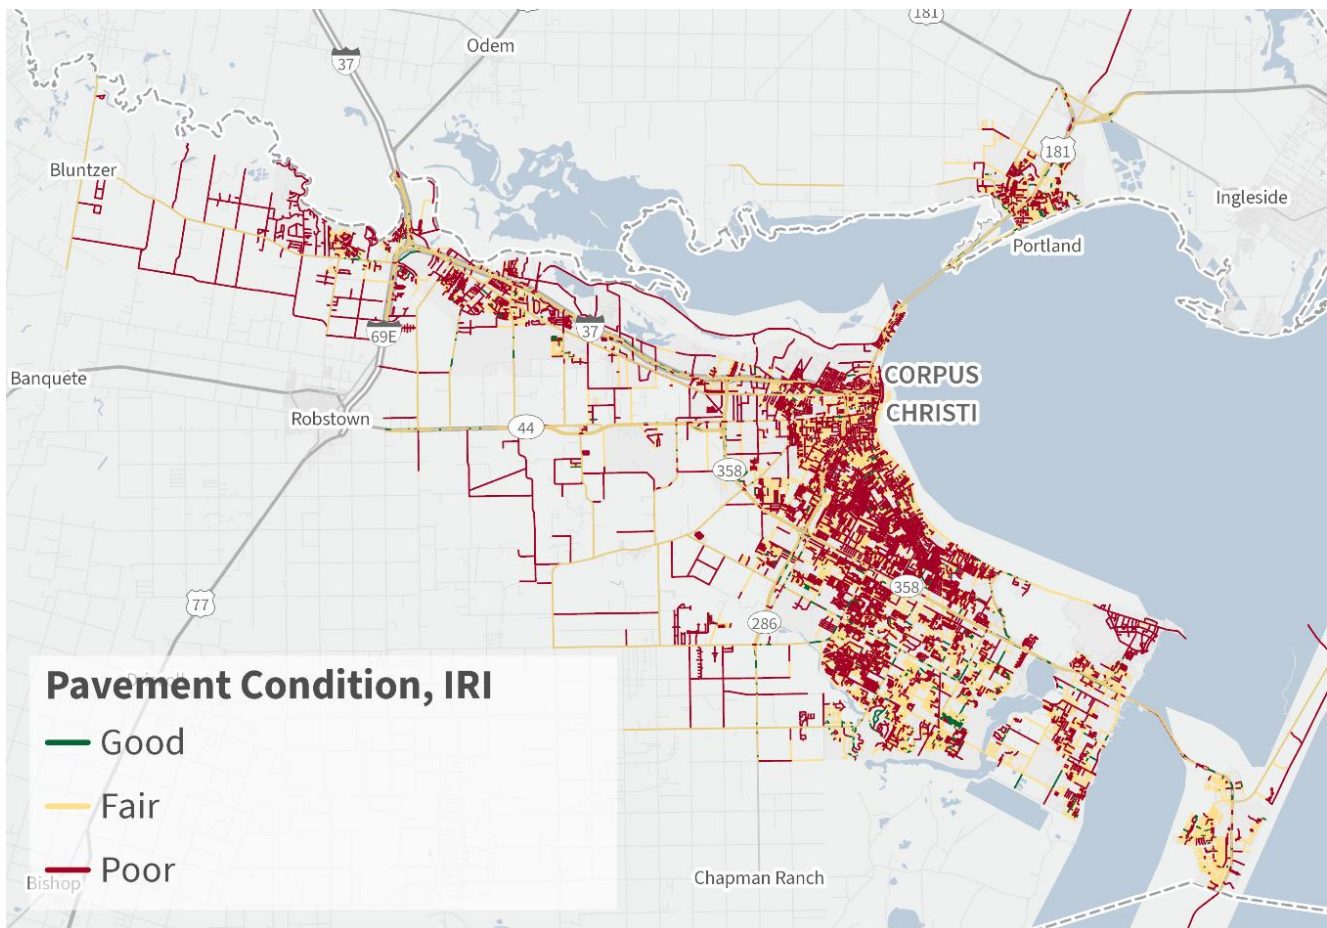 181
Odem
37
181
Bluntzer
Ingleside
Portland
69E
37
Banquete
CORPUS
CHRISTI
Robstown
44
358
358
77
286
Pavement Condition, IRI
Good
Fair
Poor
Bishop
Chapman Ranch